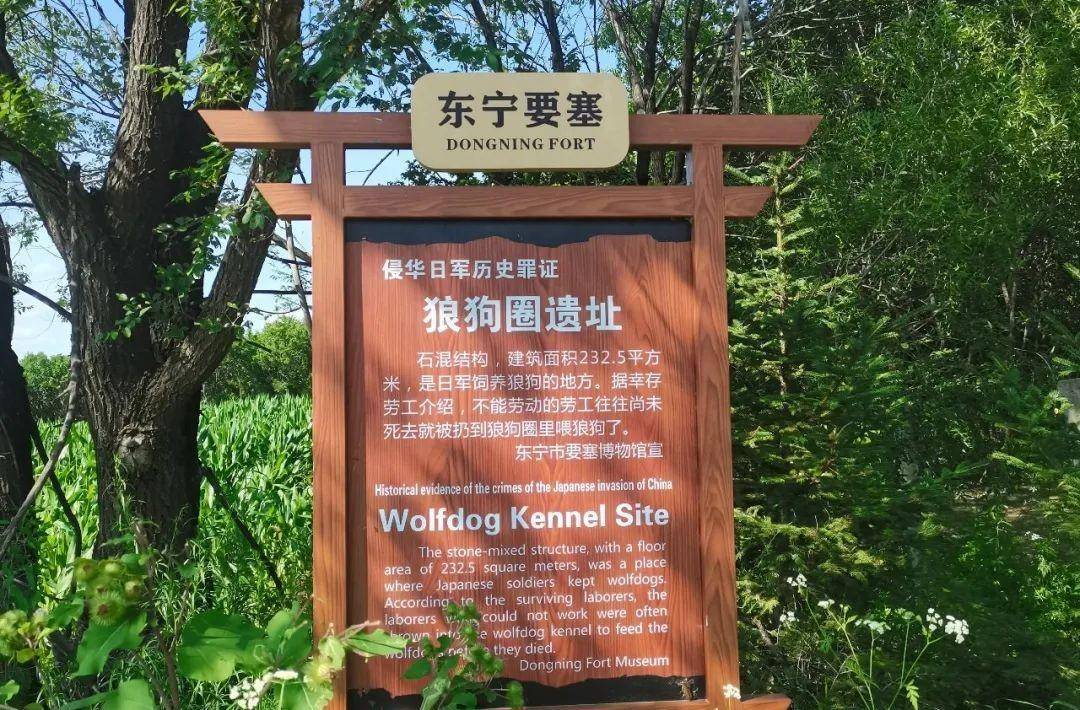 东宁要塞
DONGNING FORT
侵华日军历史罪证
狼狗圈遗址
石混结构，建筑面积232.5平方
米，是日军饲养狼狗的地方。据幸存
劳工介绍，不能劳动的劳工往往尚未
死去就被扔到狼狗圈里喂狼狗了。
东宁市要塞博物馆宣
Historical evidence of the crimes of the Japanese invasion of China
Wolfdog Kennel Site
The stone-mixed structure, with a floor
area of 232.5 square meters, was a place
where Japanese soldiers kept wolfdogs.
According to the surviving laborers, the
laborers could not work were often
wolfdog kennel to feed the
they died.
Dongning Fort Museum